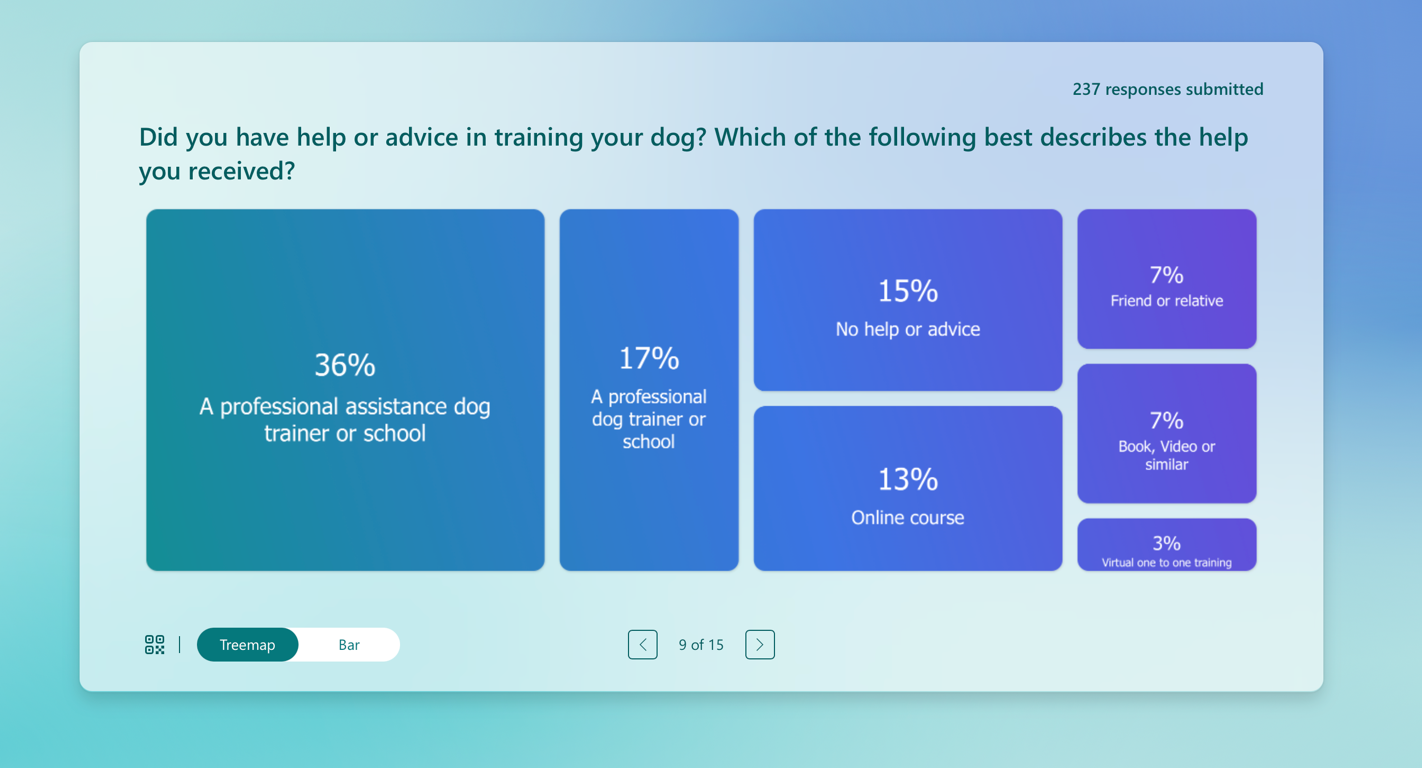 237 responses submitted
Did you have help or advice in training your dog? Which of the following best describes the help
you received?
36%
A professional assistance dog
trainer or school
17%
A professional
dog trainer or
school
15%
No help or advice
13%
Online course
7%
Friend or relative
7%
Book, Video or
similar
3%
Virtual one to one training
Treemap
Bar
9 of 15